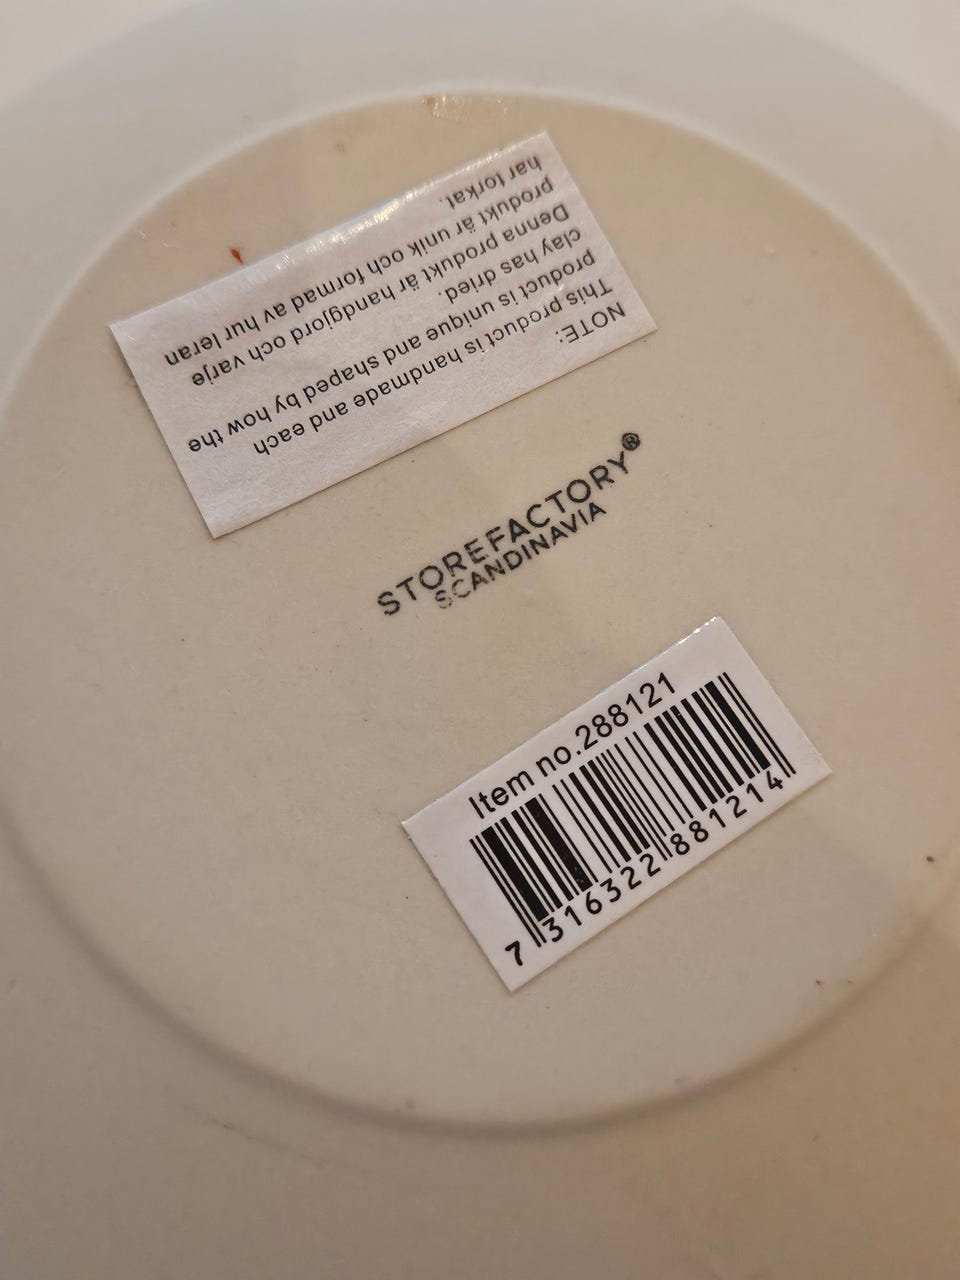 NOTE:
This product is handmade and each
product is unique and shaped by how the
clay has dried.
Denna produkt är handgjord och varje
produkt är unik och formad av hur leran
har torkat.
STOREFACTORY®
SCANDINAVIA
Item no.288121
7 316322 881214